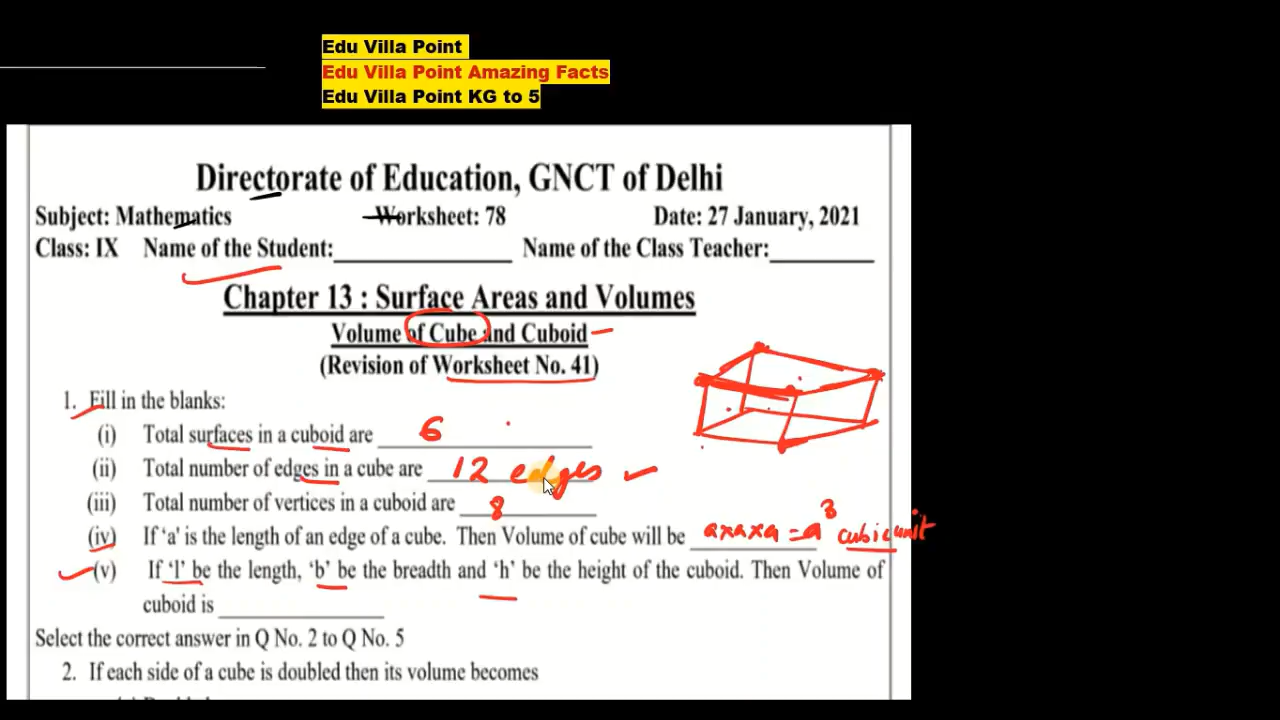 Edu Villa Point
Edu Villa Point Amazing Facts
Edu Villa Point KG to 5
Directorate of Education, GNCT of Delhi
Subject: Mathematics Worksheet: 78 Date: 27 January, 2021
Class: IX Name of the Student:____________ Name of the Class Teacher:________
Chapter 13 : Surface Areas and Volumes
Volume of Cube and Cuboid
(Revision of Worksheet No. 41)
1. Fill in the blanks:
(i) Total surfaces in a cuboid are 6
(ii) Total number of edges in a cube are 12 edges
(iii) Total number of vertices in a cuboid are 8
(iv) If ‘a’ is the length of an edge of a cube. Then Volume of cube will be a×a×a = a³ cubic unit
(v) If ‘l’ be the length, ‘b’ be the breadth and ‘h’ be the height of the cuboid. Then Volume of
cuboid is ____________
Select the correct answer in Q No. 2 to Q No. 5
2. If each side of a cube is doubled then its volume becomes